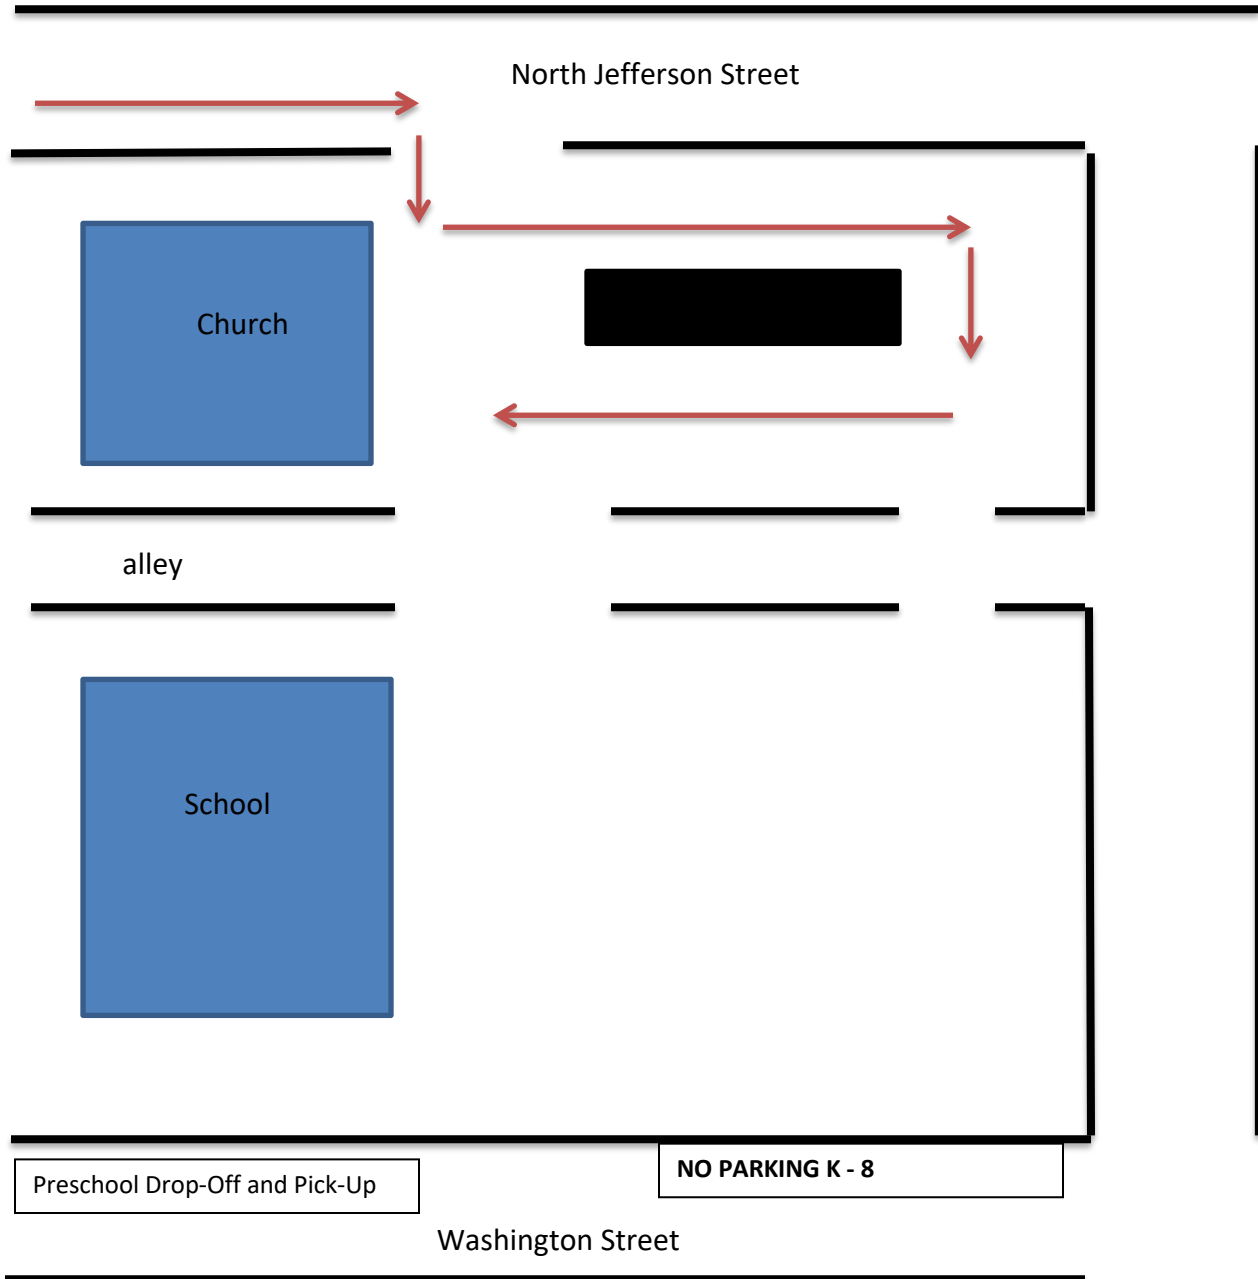 North Jefferson Street
Church
alley
School
Preschool Drop-Off and Pick-Up
NO PARKING K - 8
Washington Street